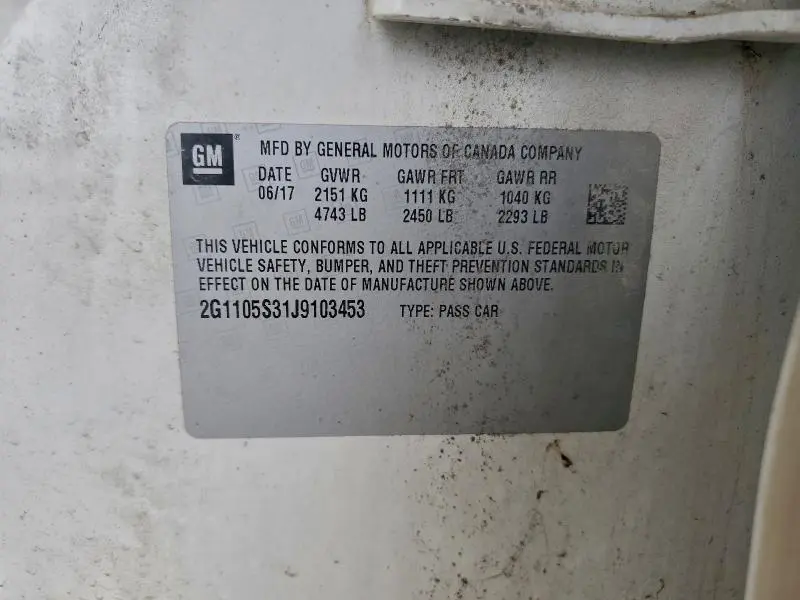 GM ®
MFD BY GENERAL MOTORS OF CANADA COMPANY
DATE GVWR GAWR FRT GAWR RR
06/17 2151 KG 1111 KG 1040 KG
4743 LB 2450 LB 2293 LB
THIS VEHICLE CONFORMS TO ALL APPLICABLE U.S. FEDERAL MOTOR
VEHICLE SAFETY, BUMPER, AND THEFT PREVENTION STANDARDS IN
EFFECT ON THE DATE OF MANUFACTURE SHOWN ABOVE.
2G1105S31J9103453 TYPE: PASS CAR